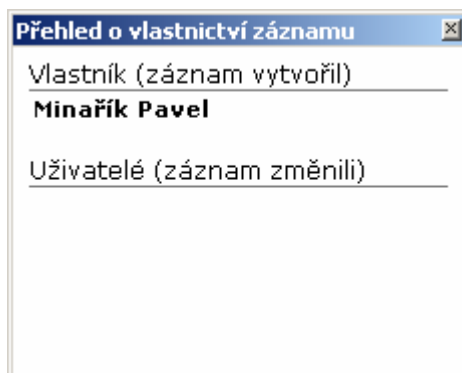 Přehled o vlastnictví záznamu
Vlastník (záznam vytvořil)
Minařík Pavel
Uživatelé (záznam změnili)